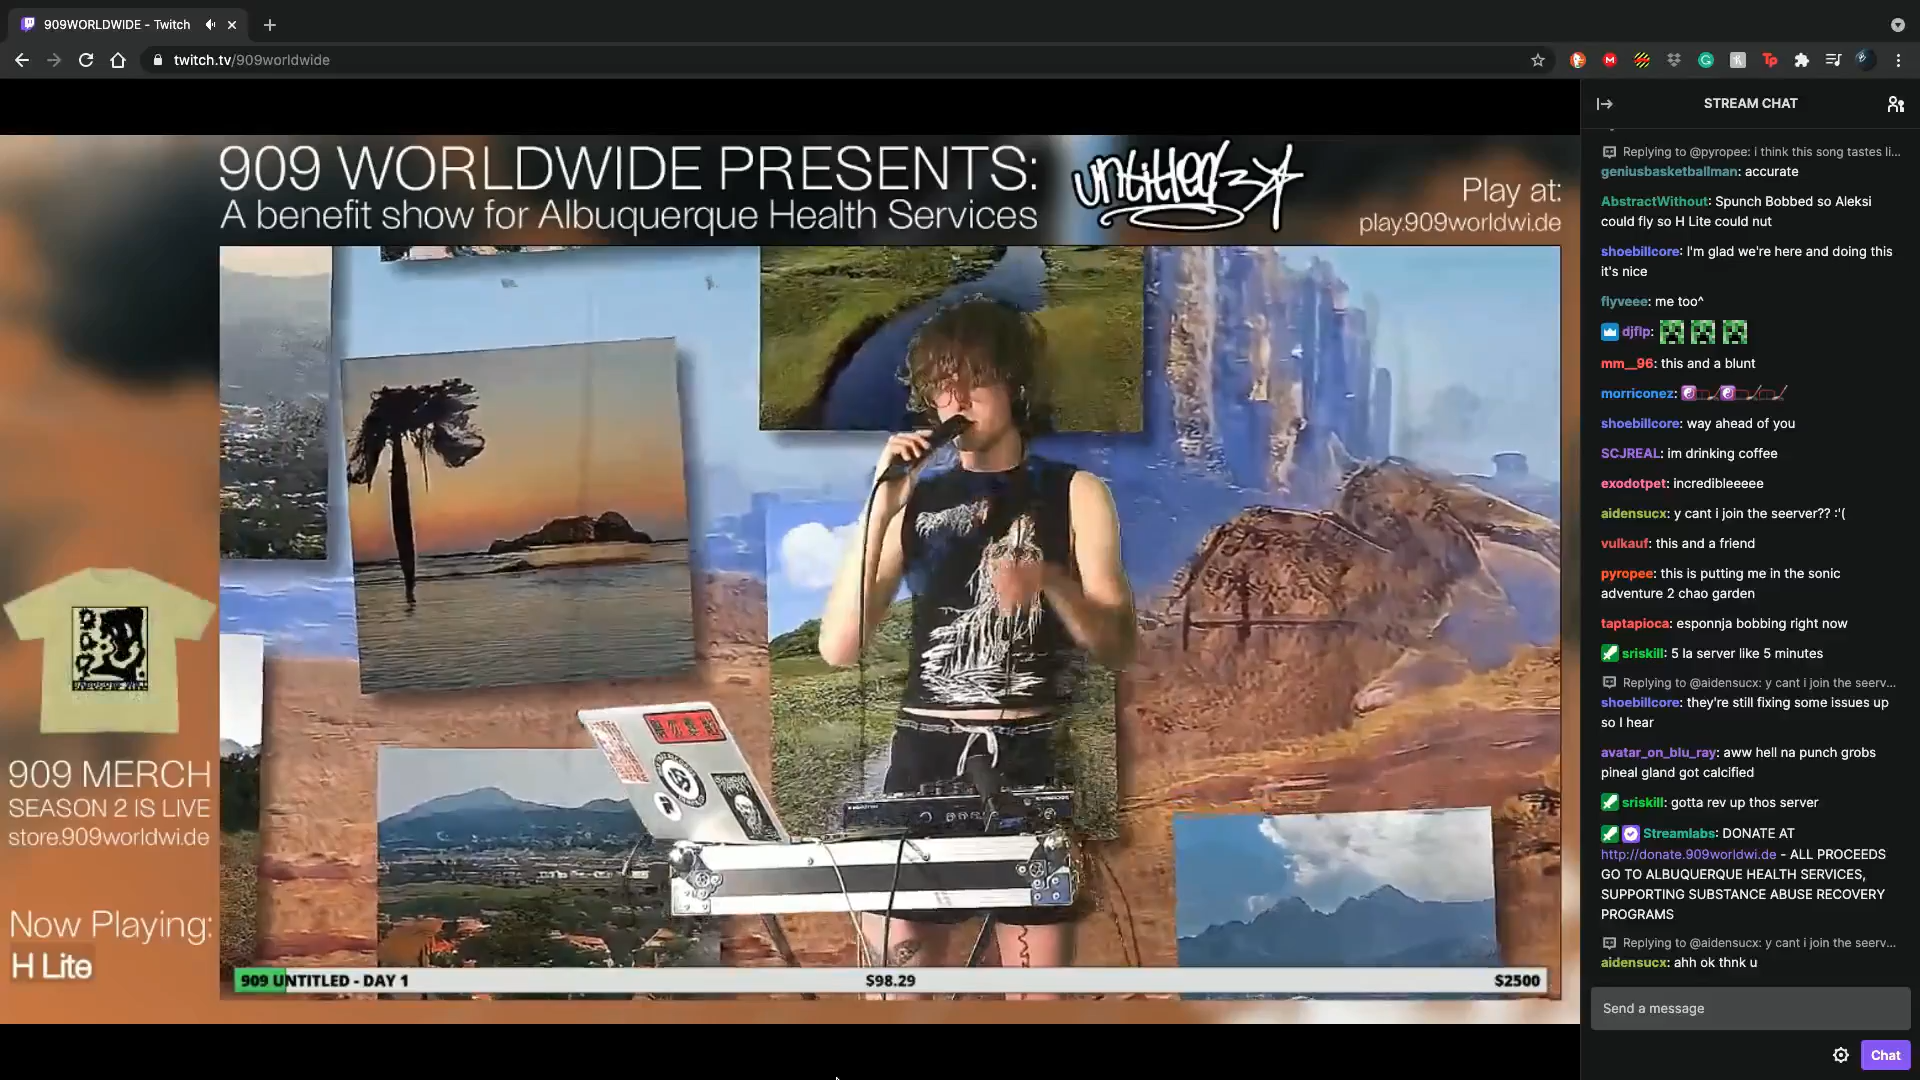 909WORLDWIDE - Twitch
twitch.tv/909worldwide
909 WORLDWIDE PRESENTS:
A benefit show for Albuquerque Health Services
untitled 3
Play at:
play.909worldwi.de
909 MERCH
SEASON 2 IS LIVE
store.909worldwi.de
Now Playing:
H Lite
909 UNTITLED - DAY 1
$98.29
$2500
STREAM CHAT
Replying to @pyropee: i think this song tastes li...
geniusbasketballman: accurate
AbstractWithout: Spunch Bobbed so Aleksi
could fly so H Lite could nut
shoebillcore: I'm glad we're here and doing this
it's nice
flyveee: me too^
djflp:
mm__96: this and a blunt
morriconez:
shoebillcore: way ahead of you
SCJREAL: im drinking coffee
exodotpet: incredibleeeee
aidensucx: y cant i join the seerver?? :'(
vulkauf: this and a friend
pyropee: this is putting me in the sonic
adventure 2 chao garden
taptapioca: esponnja bobbing right now
sriskill: 5 la server like 5 minutes
Replying to @aidensucx: y cant i join the seerv...
shoebillcore: they're still fixing some issues up
so I hear
avatar_on_blu_ray: aww hell na punch grobs
pineal gland got calcified
sriskill: gotta rev up thos server
Streamlabs: DONATE AT
http://donate.909worldwi.de - ALL PROCEEDS
GO TO ALBUQUERQUE HEALTH SERVICES,
SUPPORTING SUBSTANCE ABUSE RECOVERY
PROGRAMS
Replying to @aidensucx: y cant i join the seerv...
aidensucx: ahh ok thnk u
Send a message
Chat